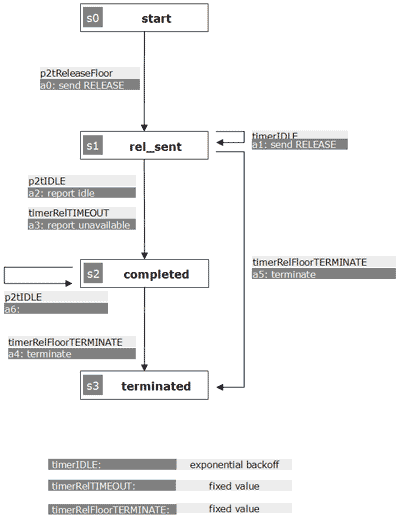 s0 start
p2tReleaseFloor
a0: send RELEASE
s1 rel_sent
timerIDLE
a1: send RELEASE
p2tIDLE
a2: report idle
timerRelTIMEOUT
a3: report unavailable
timerRelFloorTERMINATE
a5: terminate
s2 completed
p2tIDLE
a6:
timerRelFloorTERMINATE
a4: terminate
s3 terminated
timerIDLE: exponential backoff
timerRelTIMEOUT: fixed value
timerRelFloorTERMINATE: fixed value